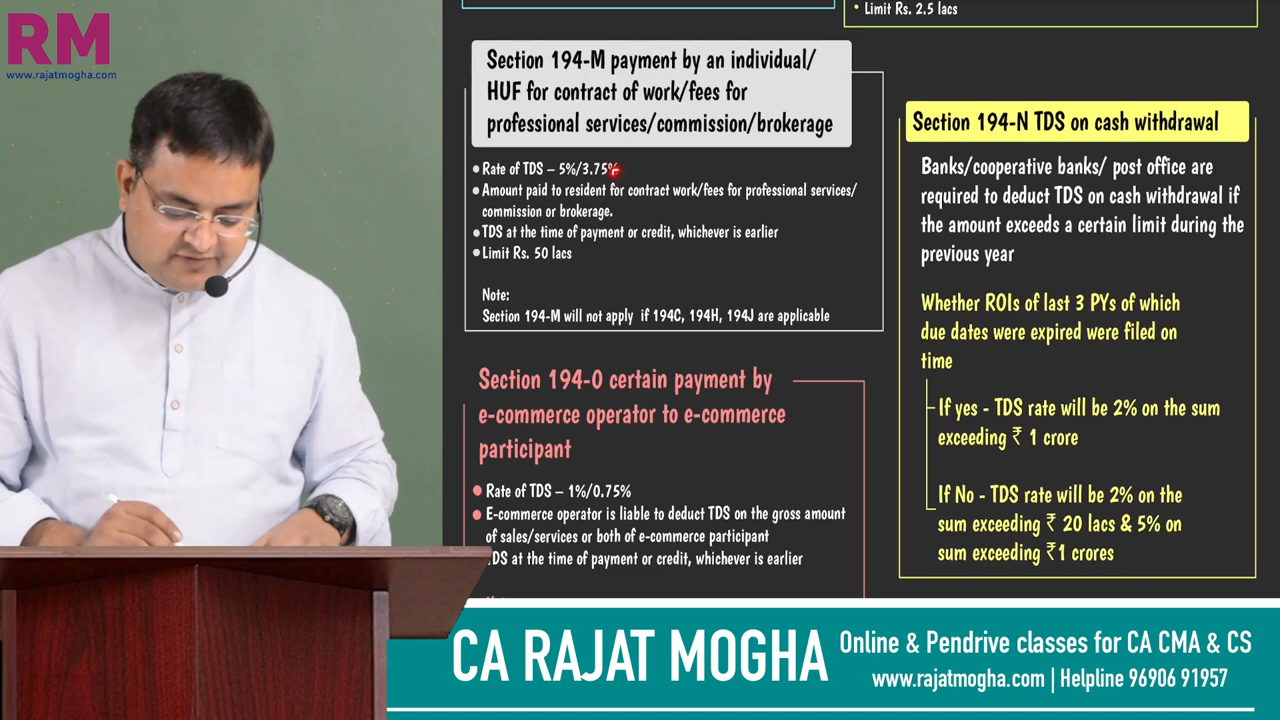 RM
www.rajatmogha.com
• Limit Rs. 2.5 lacs
Section 194-M payment by an individual/
HUF for contract of work/fees for
professional services/commission/brokerage
• Rate of TDS – 5%/3.75%
• Amount paid to resident for contract work/fees for professional services/
commission or brokerage.
• TDS at the time of payment or credit, whichever is earlier
• Limit Rs. 50 lacs
Note:
Section 194-M will not apply if 194C, 194H, 194J are applicable
Section 194-O certain payment by
e-commerce operator to e-commerce
participant
• Rate of TDS – 1%/0.75%
• E-commerce operator is liable to deduct TDS on the gross amount
of sales/services or both of e-commerce participant
TDS at the time of payment or credit, whichever is earlier
Section 194-N TDS on cash withdrawal
Banks/cooperative banks/ post office are
required to deduct TDS on cash withdrawal if
the amount exceeds a certain limit during the
previous year
Whether ROIs of last 3 PYs of which
due dates were expired were filed on
time
If yes - TDS rate will be 2% on the sum
exceeding ₹ 1 crore
If No - TDS rate will be 2% on the
sum exceeding ₹ 20 lacs & 5% on
sum exceeding ₹1 crores
CA RAJAT MOGHA
Online & Pendrive classes for CA CMA & CS
www.rajatmogha.com | Helpline 96906 91957